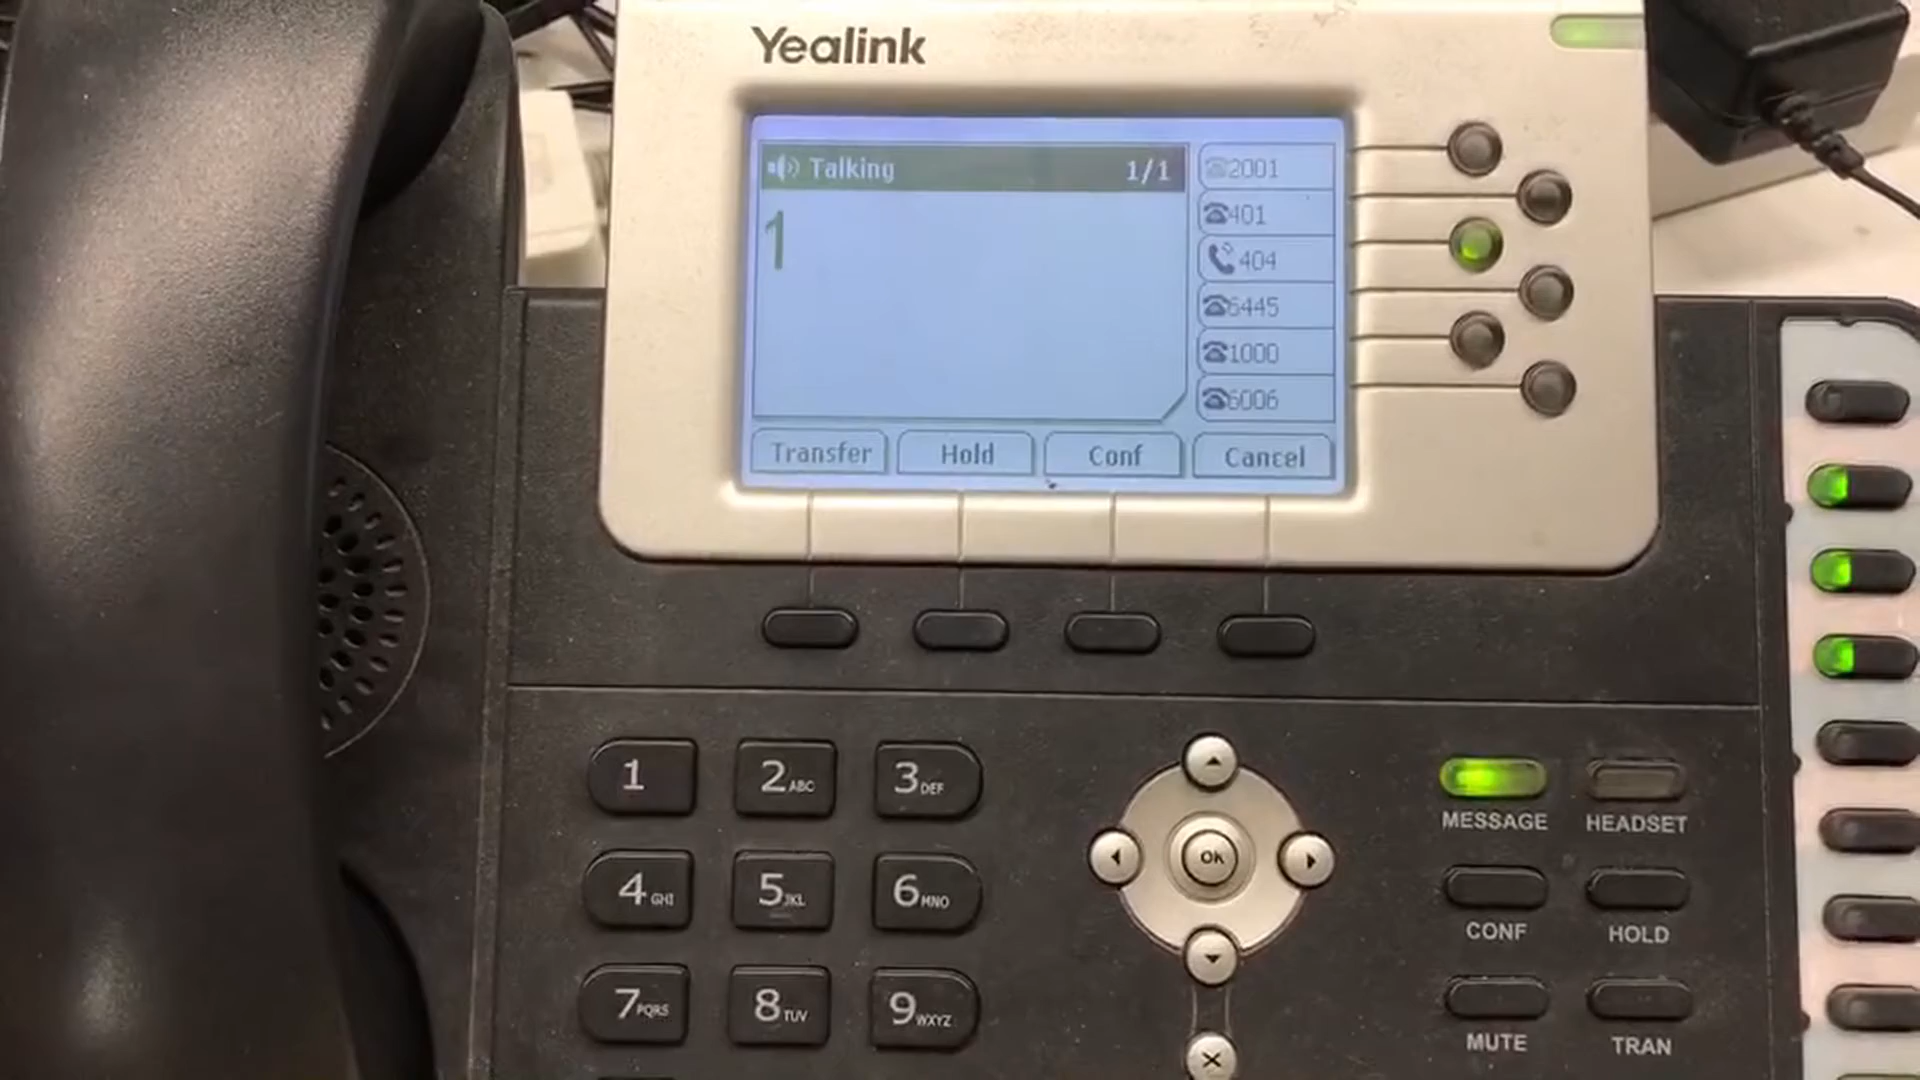 Yealink
Talking 1/1
1
2001
401
404
6445
1000
6006
Transfer Hold Conf Cancel
1 2 ABC 3 DEF
4 GHI 5 JKL 6 MNO
7 PQRS 8 TUV 9 WXYZ
OK
MESSAGE HEADSET
CONF HOLD
MUTE TRAN